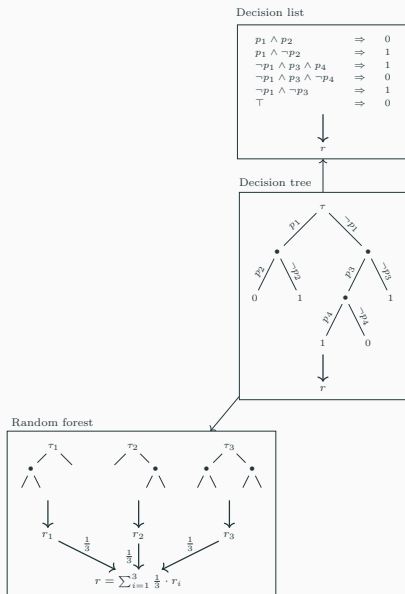 Decision list
p₁ ∧ p₂ ⇒ 0
p₁ ∧ ¬p₂ ⇒ 1
¬p₁ ∧ p₃ ∧ p₄ ⇒ 1
¬p₁ ∧ p₃ ∧ ¬p₄ ⇒ 0
¬p₁ ∧ ¬p₃ ⇒ 1
⊤ ⇒ 0
r
Decision tree
τ
p₁ ¬p₁
p₂ ¬p₂ p₃ ¬p₃
0 1 1
p₄ ¬p₄
1 0
r
Random forest
τ₁ τ₂ τ₃
r₁ r₂ r₃
1/3 1/3 1/3
r = ∑³ᵢ₌₁ 1/3 · rᵢ